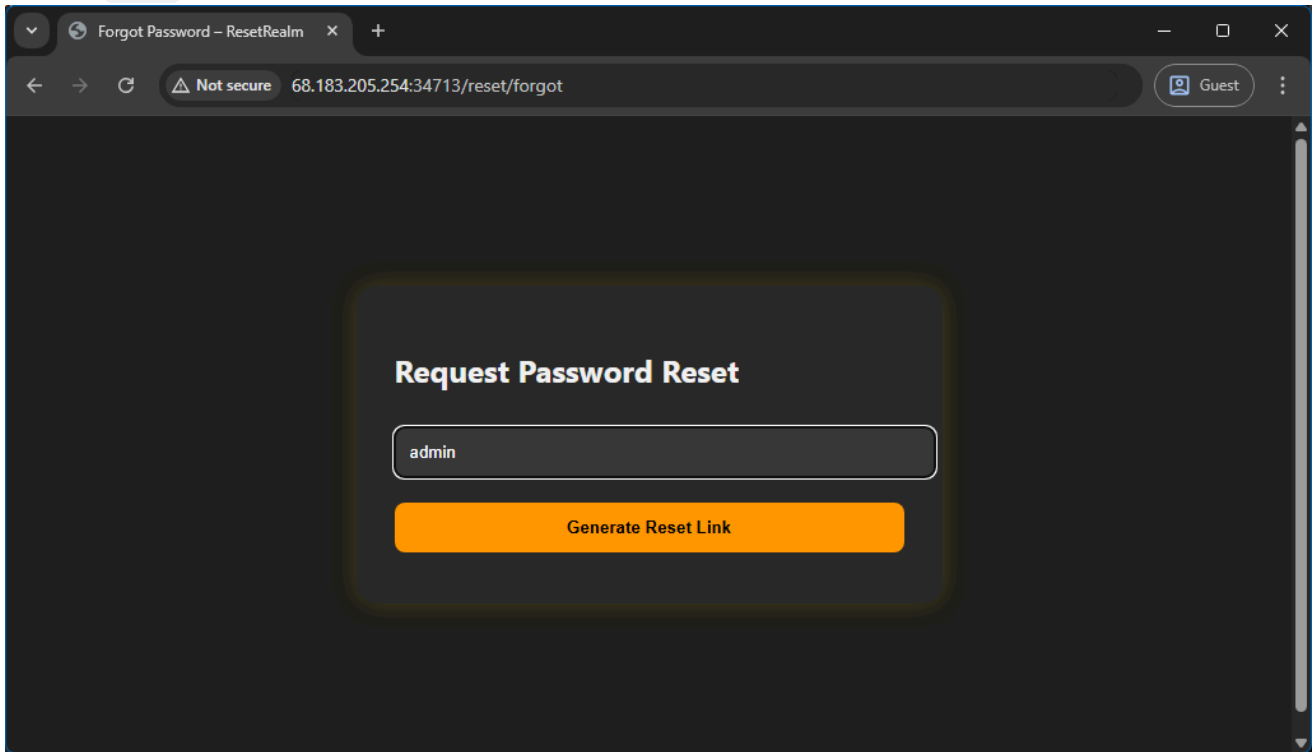 Forgot Password – ResetRealm
Not secure 68.183.205.254:34713/reset/forgot Guest
Request Password Reset
admin
Generate Reset Link